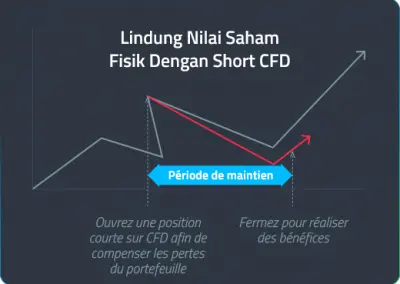 Lindung Nilai Saham
Fisik Dengan Short CFD
Période de maintien
Ouvrez une position
courte sur CFD afin de
compenser les pertes
du portefeuille
Fermez pour réaliser
des bénéfices